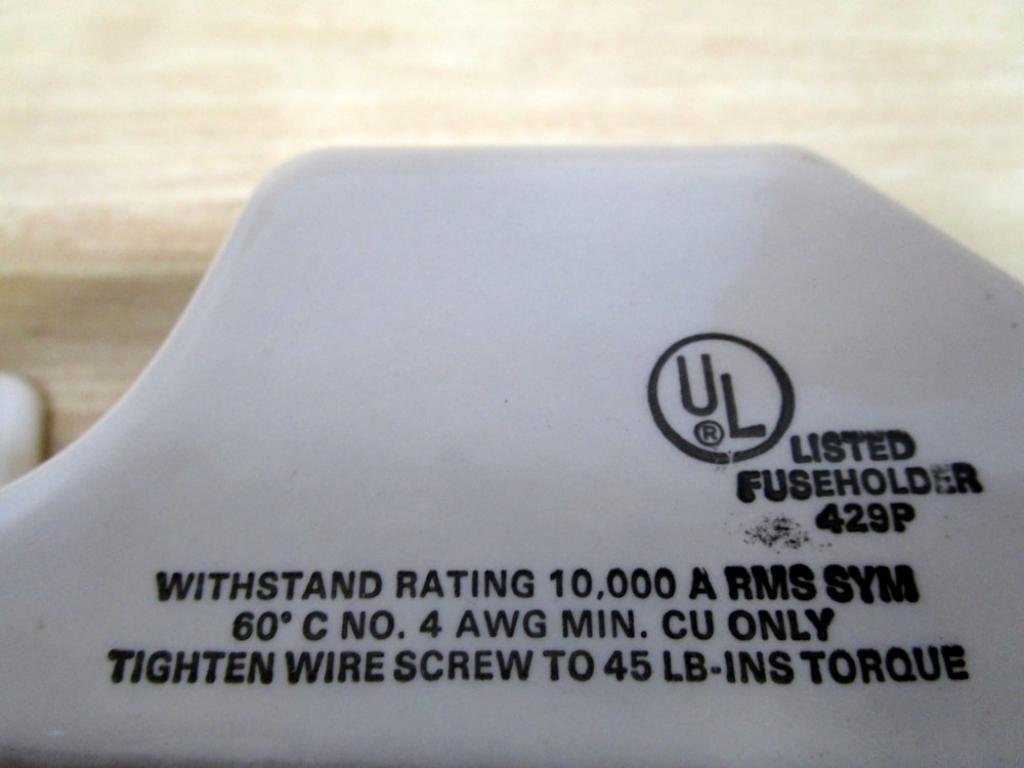 UL
®
LISTED
FUSEHOLDER
429P
WITHSTAND RATING 10,000 A RMS SYM
60° C NO. 4 AWG MIN. CU ONLY
TIGHTEN WIRE SCREW TO 45 LB-INS TORQUE